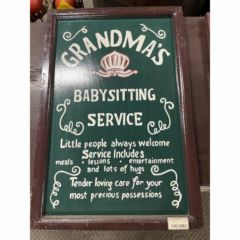 GRANDMA'S
BABYSITTING
SERVICE
Little people always welcome
Service Includes
meals • lessons • entertainment
and lots of hugs
Tender loving care for your
most precious possessions